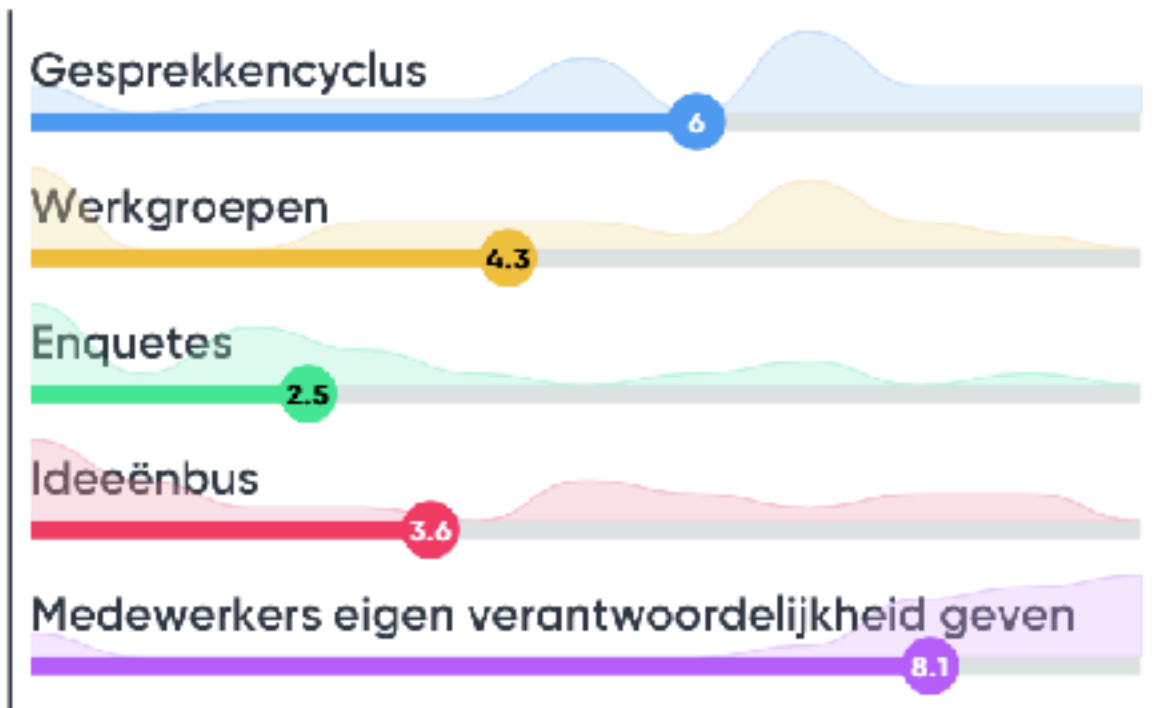 Gesprekkencyclus
6
Werkgroepen
4.3
Enquetes
2.5
Ideeënbus
3.6
Medewerkers eigen verantwoordelijkheid geven
8.1